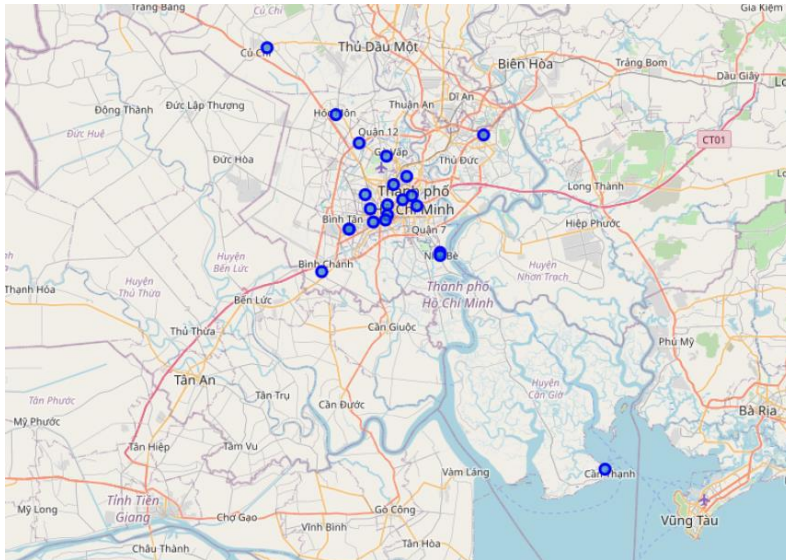 Trảng Bàng
Củ Chi
Gia Kiệm
Củ Chi
Thủ Dầu Một
Biên Hòa
Trảng Bom
Dầu Giây
Đông Thành
Đức Lập Thượng
Hóc Môn
Thuận An
Dĩ An
Quận 12
CT01
Đức Huệ
Đức Hòa
Thủ Đức
Long Thành
Thành phố
Chí Minh
Bình Tân
Quận 7
Hiệp Phước
Huyện
Bến Lức
Bình Chánh
Huyện
Nhơn Trạch
Huyện
Thủ Thừa
Bến Lức
Thành phố
Hồ Chí Minh
Thạnh Hóa
Thủ Thừa
Cần Giuộc
Phú Mỹ
Tân An
Huyện
Cần Giờ
Tân Phước
Tân Trụ
Cần Đước
Bà Rịa
Mỹ Phước
Tân Hiệp
Tầm Vu
Vàm Láng
Cần Thạnh
Tỉnh Tiền
Giang
Mỹ Long
Chợ Gạo
Gò Công
Vũng Tàu
Vĩnh Bình
Châu Thành
Tân Hòa